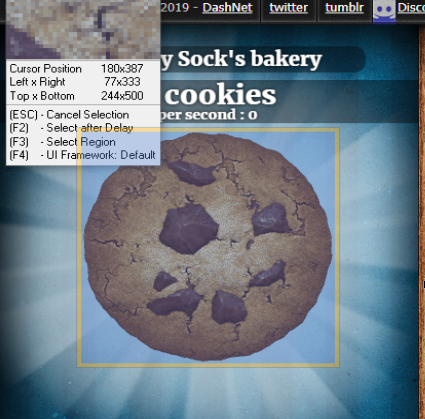 2019 - DashNet
twitter
tumblr
Disco
y Sock's bakery
cookies
per second : 0
Cursor Position 180x387
Left x Right 77x333
Top x Bottom 244x500
(ESC) - Cancel Selection
(F2) - Select after Delay
(F3) - Select Region
(F4) - UI Framework: Default